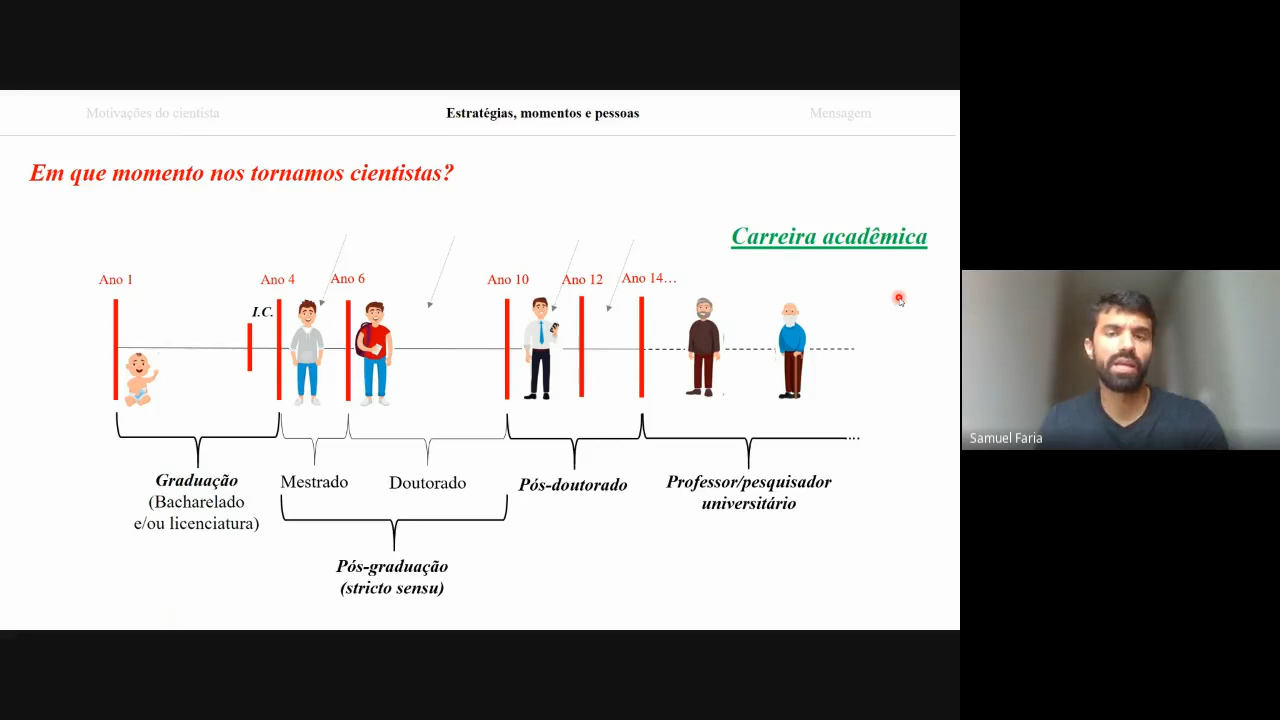 Motivações do cientista
Estratégias, momentos e pessoas
Mensagem
Em que momento nos tornamos cientistas?
Carreira acadêmica
Ano 1
Ano 4
Ano 6
Ano 10
Ano 12
Ano 14...
I.C.
Graduação
(Bacharelado
e/ou licenciatura)
Mestrado
Doutorado
Pós-doutorado
Professor/pesquisador
universitário
Pós-graduação
(stricto sensu)
Samuel Faria